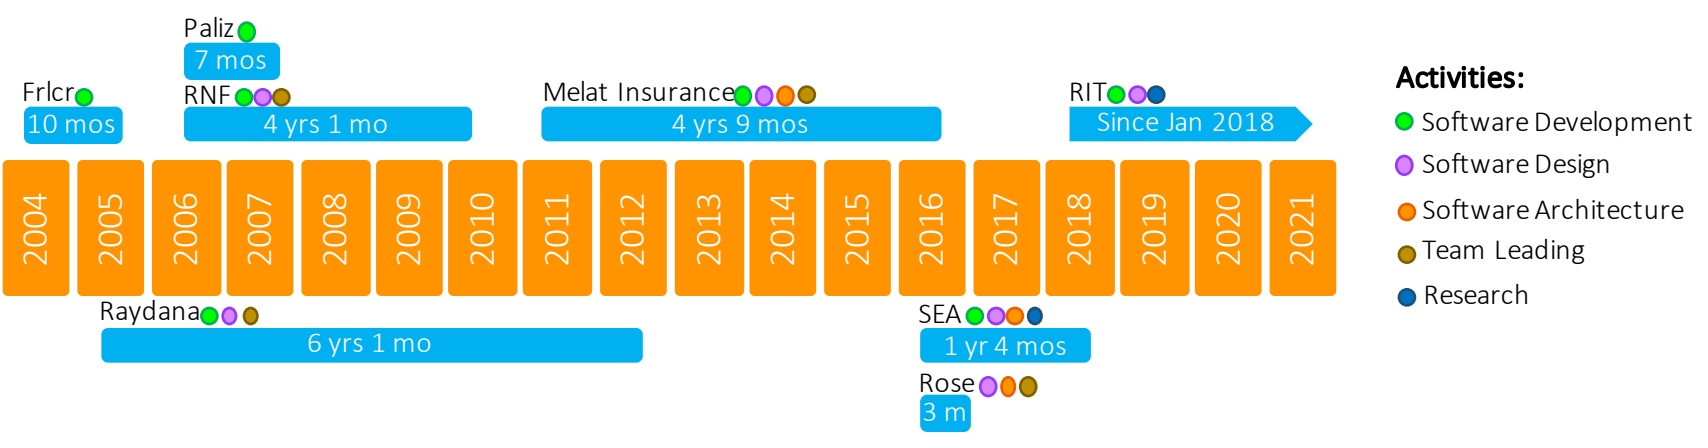 Paliz
7 mos
Frlcr
10 mos
RNF
4 yrs 1 mo
Melat Insurance
4 yrs 9 mos
RIT
Since Jan 2018
2004
2005
2006
2007
2008
2009
2010
2011
2012
2013
2014
2015
2016
2017
2018
2019
2020
2021
Raydana
6 yrs 1 mo
SEA
1 yr 4 mos
Rose
3 m
Activities:
Software Development
Software Design
Software Architecture
Team Leading
Research